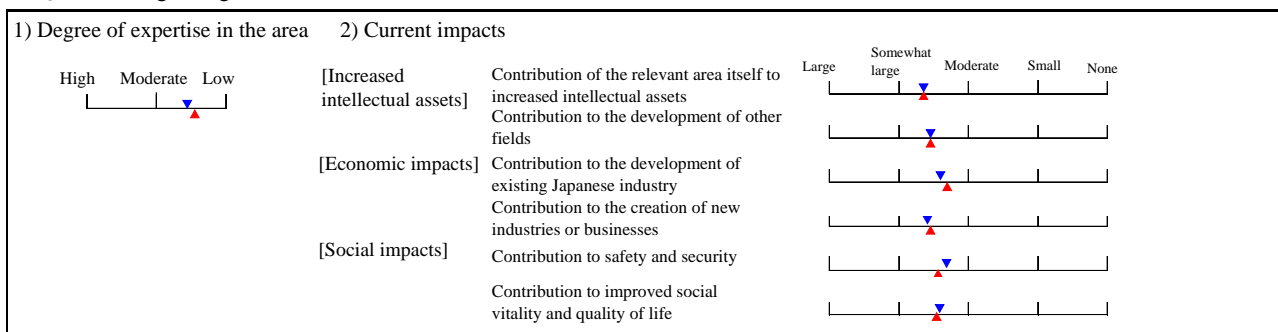 1) Degree of expertise in the area 2) Current impacts
High Moderate Low
Large Somewhat large Moderate Small None
[Increased intellectual assets]
Contribution of the relevant area itself to
increased intellectual assets
Contribution to the development of other
fields
[Economic impacts]
Contribution to the development of
existing Japanese industry
Contribution to the creation of new
industries or businesses
[Social impacts]
Contribution to safety and security
Contribution to improved social
vitality and quality of life